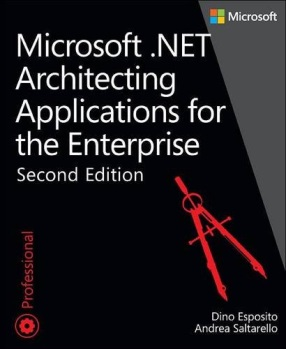 Microsoft
Microsoft .NET
Architecting
Applications for
the Enterprise
Second Edition
Professional
Dino Esposito
Andrea Saltarello